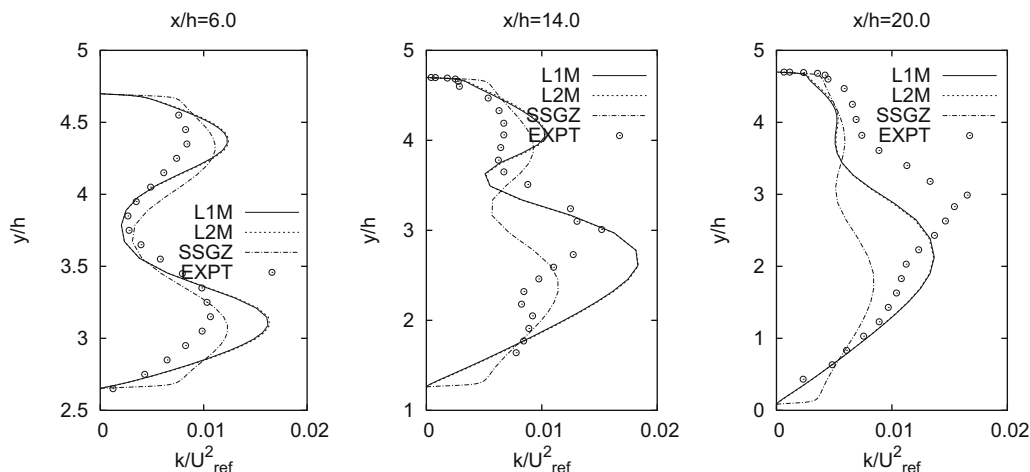 x/h=6.0
5
4.5
4
3.5
3
2.5
y/h
L1M
L2M
SSGZ
EXPT
0
0.01
0.02
k/U²ref
x/h=14.0
5
4
3
2
1
y/h
L1M
L2M
SSGZ
EXPT
0
0.01
0.02
k/U²ref
x/h=20.0
5
4
3
2
1
0
y/h
L1M
L2M
SSGZ
EXPT
0
0.01
0.02
k/U²ref